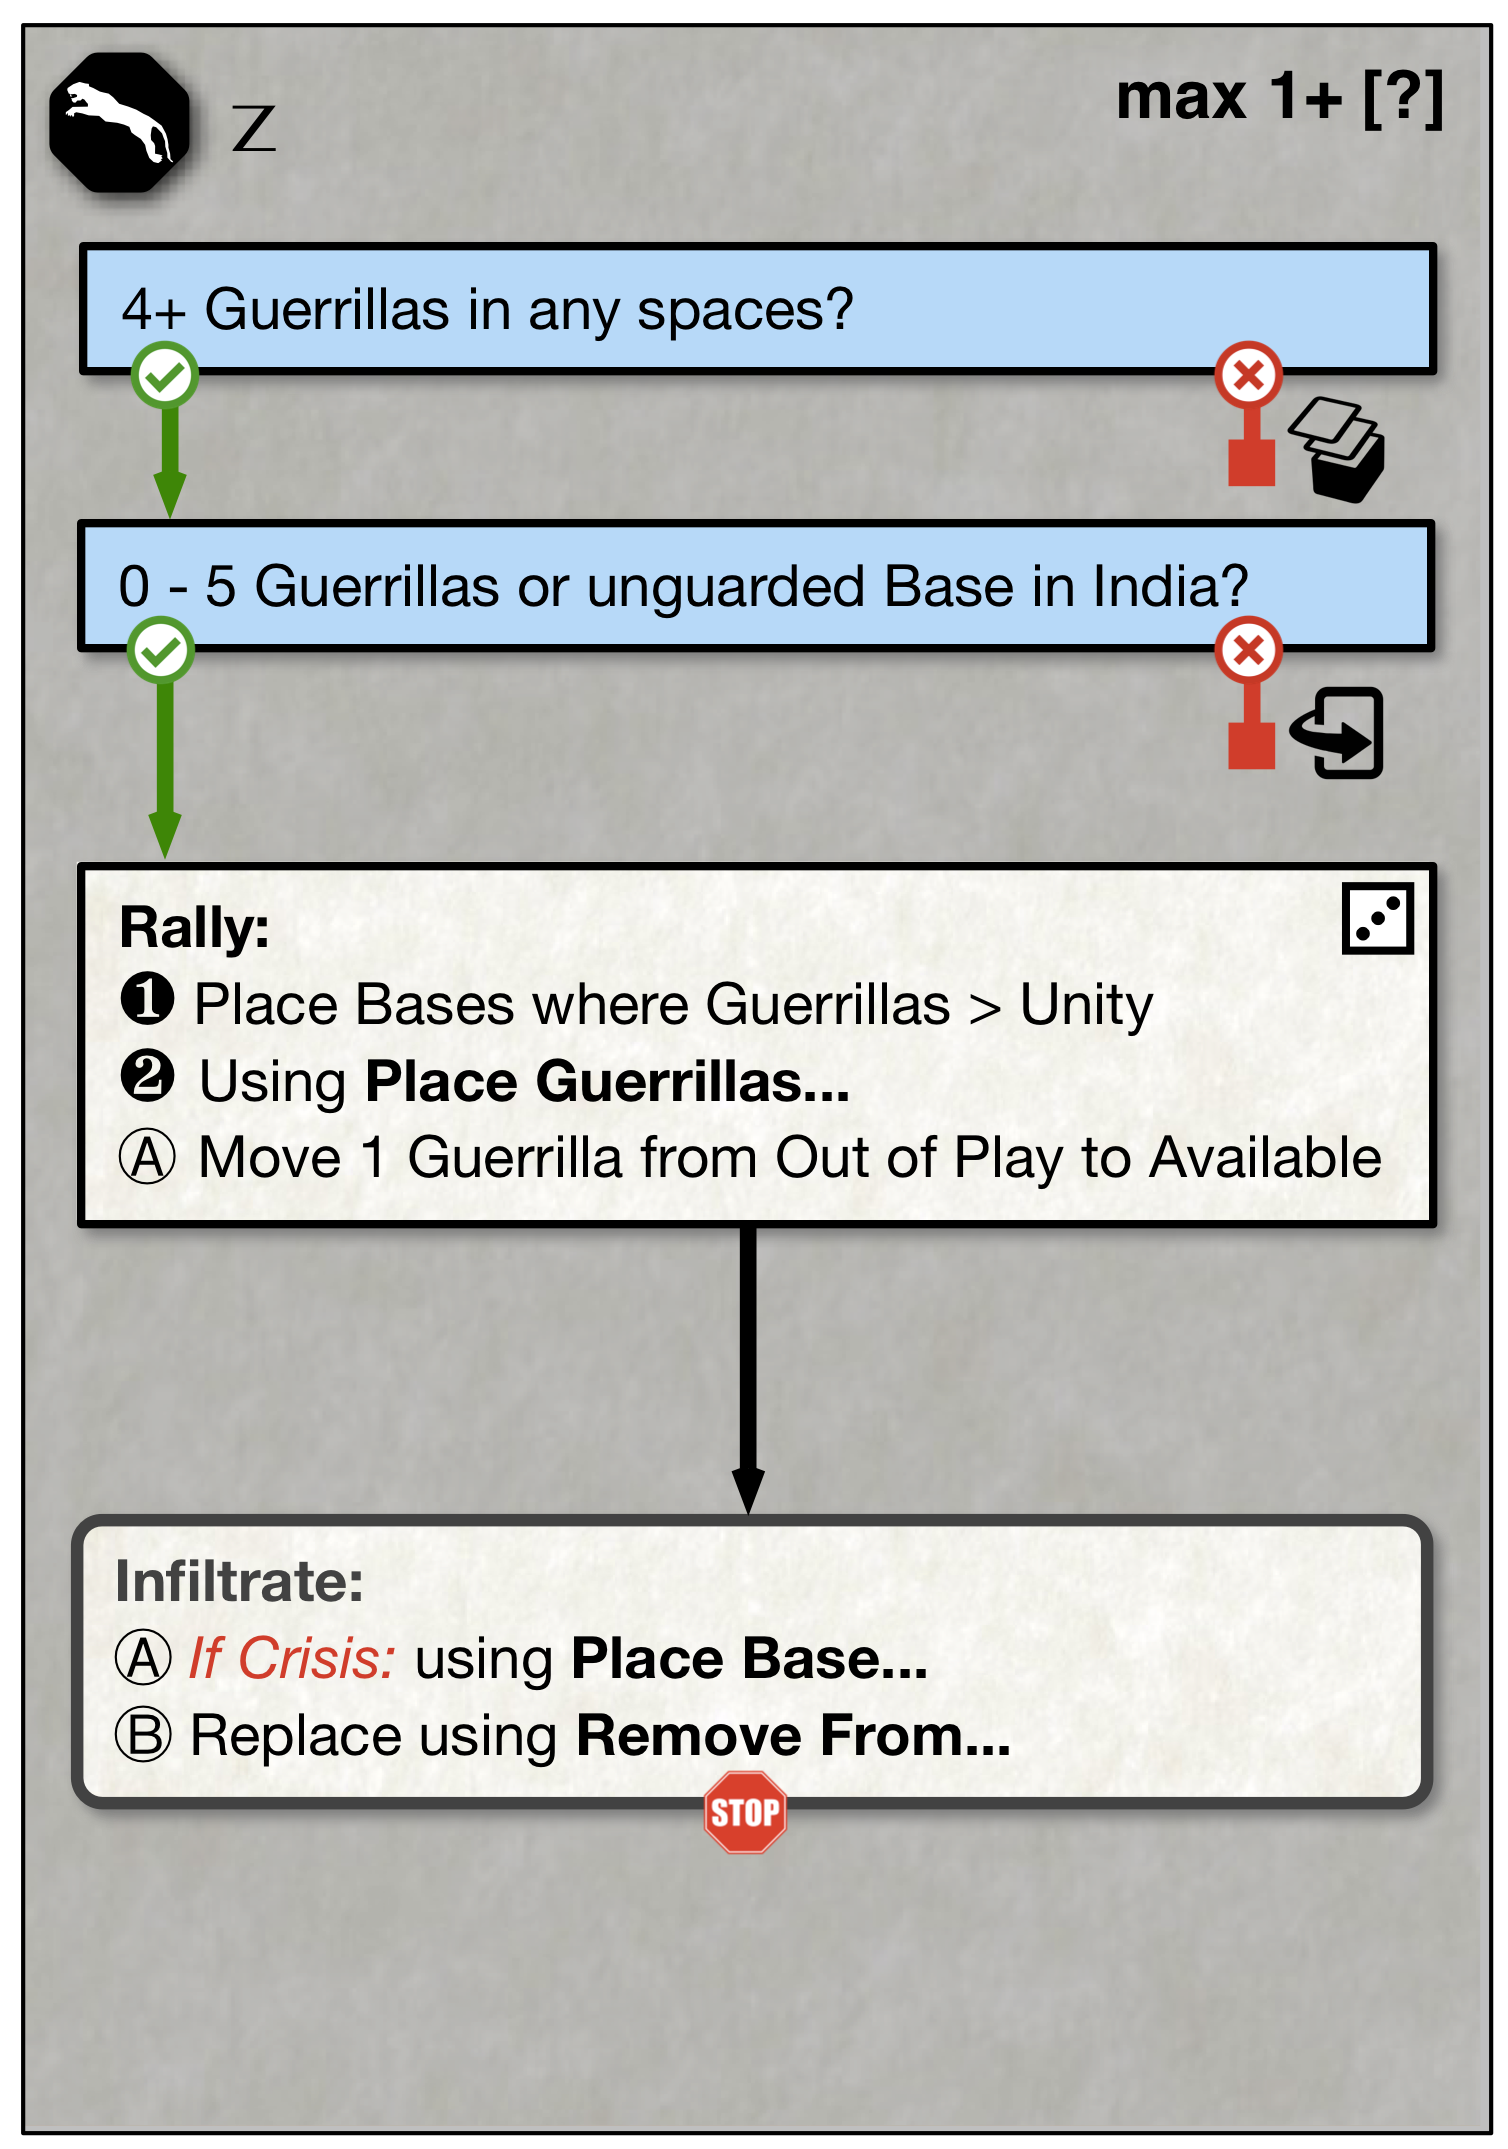 Z
max 1+ [?]
4+ Guerrillas in any spaces?
0 - 5 Guerrillas or unguarded Base in India?
Rally:
❶ Place Bases where Guerrillas > Unity
❷ Using Place Guerrillas...
Ⓐ Move 1 Guerrilla from Out of Play to Available
Infiltrate:
Ⓐ If Crisis: using Place Base...
Ⓑ Replace using Remove From...
STOP